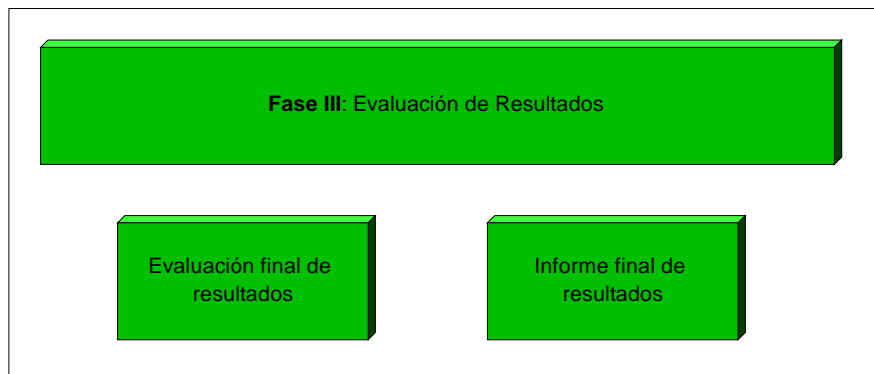 Fase III: Evaluación de Resultados
Evaluación final de
resultados
Informe final de
resultados